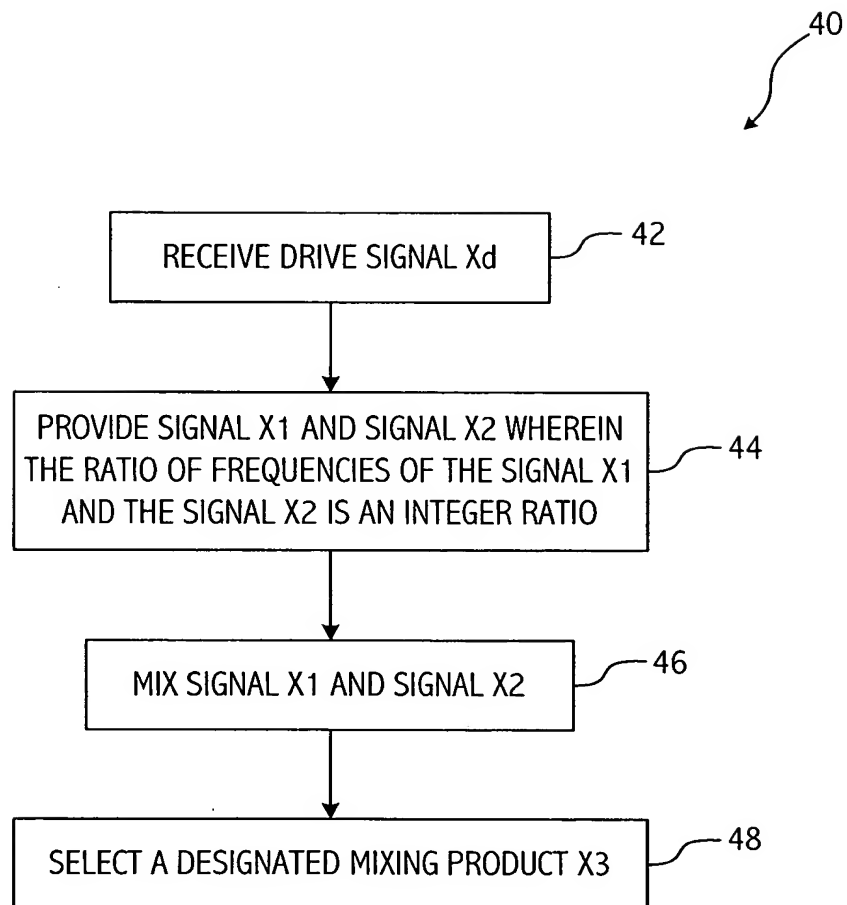 40
RECEIVE DRIVE SIGNAL Xd
42
PROVIDE SIGNAL X1 AND SIGNAL X2 WHEREIN
THE RATIO OF FREQUENCIES OF THE SIGNAL X1
AND THE SIGNAL X2 IS AN INTEGER RATIO
44
MIX SIGNAL X1 AND SIGNAL X2
46
SELECT A DESIGNATED MIXING PRODUCT X3
48